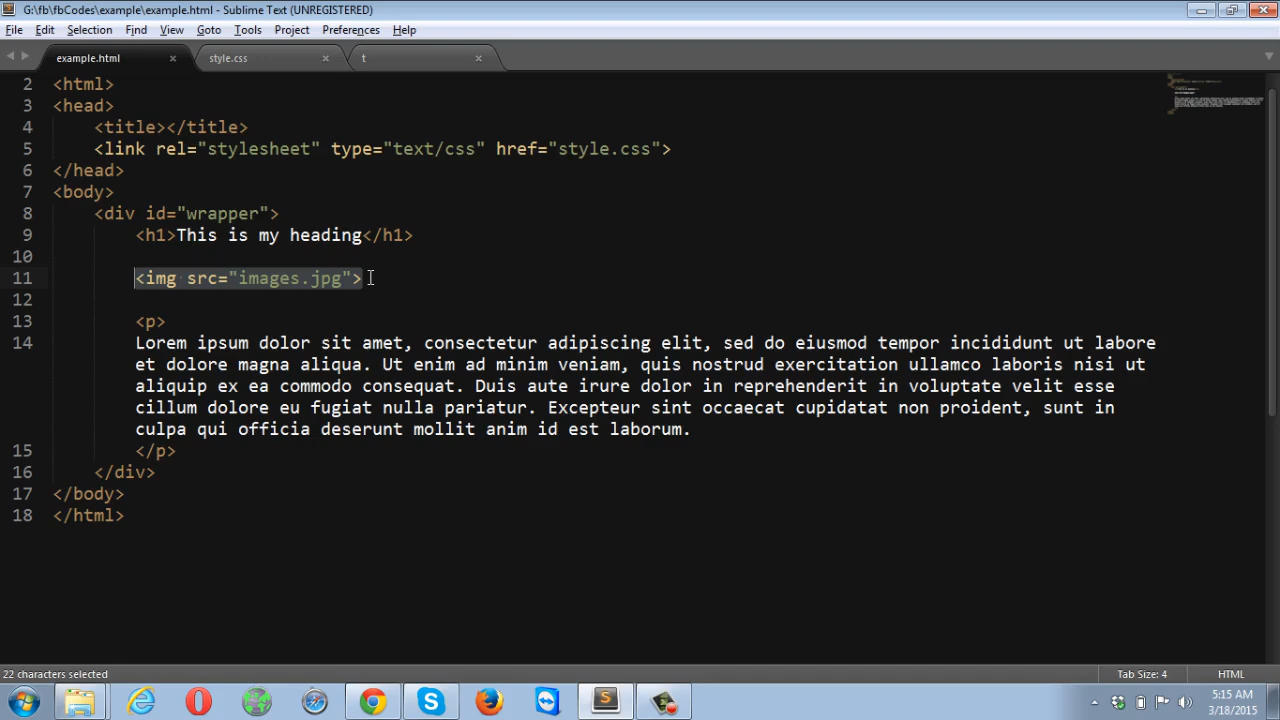 G:\fb\fbCodes\example\example.html - Sublime Text (UNREGISTERED)
File Edit Selection Find View Goto Tools Project Preferences Help
example.html style.css t
2 <html>
3 <head>
4 <title></title>
5 <link rel="stylesheet" type="text/css" href="style.css">
6 </head>
7 <body>
8 <div id="wrapper">
9 <h1>This is my heading</h1>
10
11 <img src="images.jpg">
12
13 <p>
14 Lorem ipsum dolor sit amet, consectetur adipiscing elit, sed do eiusmod tempor incididunt ut labore
et dolore magna aliqua. Ut enim ad minim veniam, quis nostrud exercitation ullamco laboris nisi ut
aliquip ex ea commodo consequat. Duis aute irure dolor in reprehenderit in voluptate velit esse
cillum dolore eu fugiat nulla pariatur. Excepteur sint occaecat cupidatat non proident, sunt in
culpa qui officia deserunt mollit anim id est laborum.
15 </p>
16 </div>
17 </body>
18 </html>
22 characters selected Tab Size: 4 HTML
5:15 AM
3/18/2015